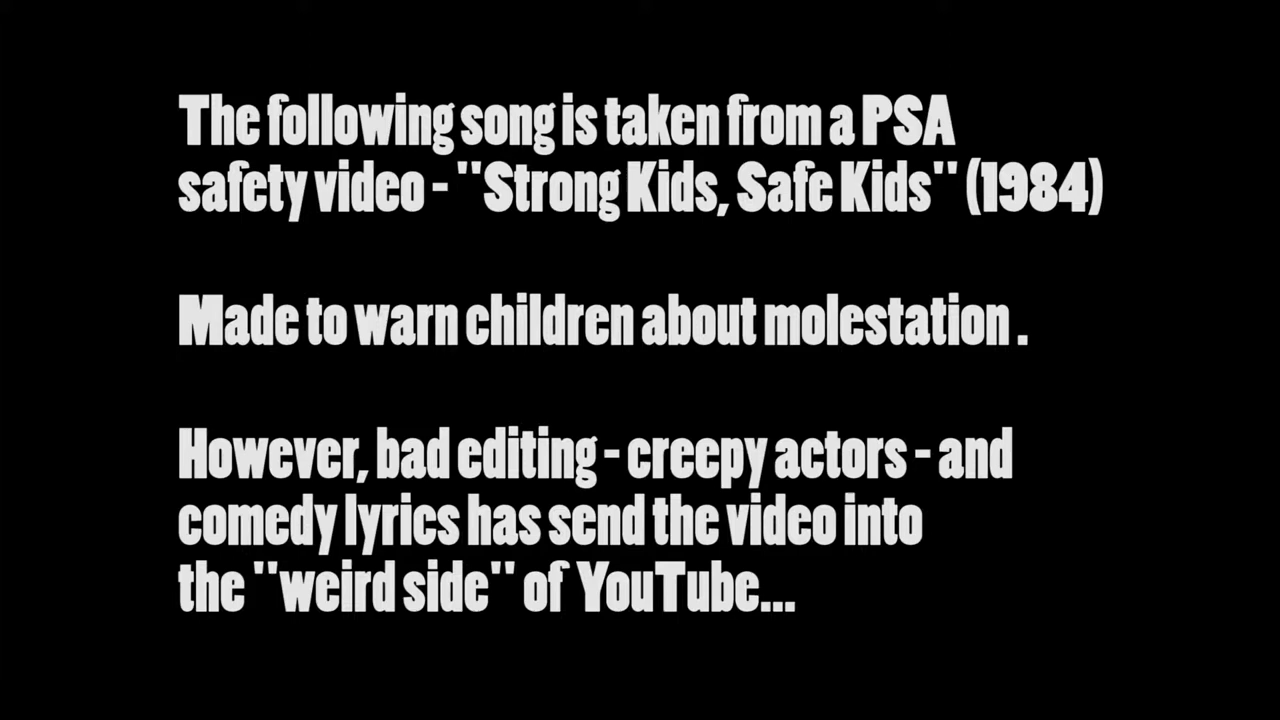 The following song is taken from a PSA
safety video - "Strong Kids, Safe Kids" (1984)
Made to warn children about molestation .
However, bad editing - creepy actors - and
comedy lyrics has send the video into
the "weird side" of YouTube...